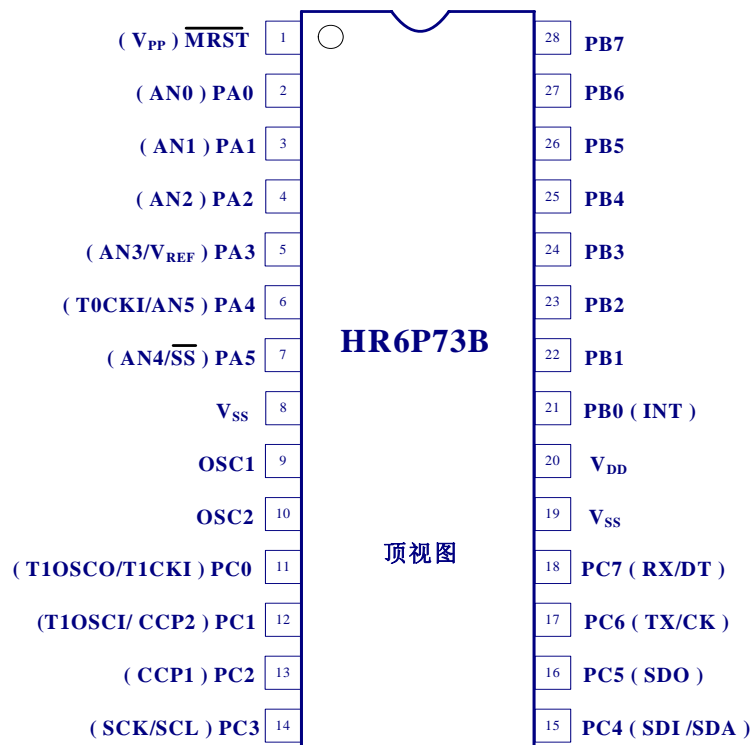 ( VPP ) MRST 1 28 PB7
( AN0 ) PA0 2 27 PB6
( AN1 ) PA1 3 26 PB5
( AN2 ) PA2 4 25 PB4
( AN3/VREF ) PA3 5 24 PB3
( T0CKI/AN5 ) PA4 6 23 PB2
HR6P73B
( AN4/SS ) PA5 7 22 PB1
VSS 8 21 PB0 ( INT )
OSC1 9 20 VDD
OSC2 10 19 VSS
顶视图
( T1OSCO/T1CKI ) PC0 11 18 PC7 ( RX/DT )
(T1OSCI/ CCP2 ) PC1 12 17 PC6 ( TX/CK )
( CCP1 ) PC2 13 16 PC5 ( SDO )
( SCK/SCL ) PC3 14 15 PC4 ( SDI /SDA )